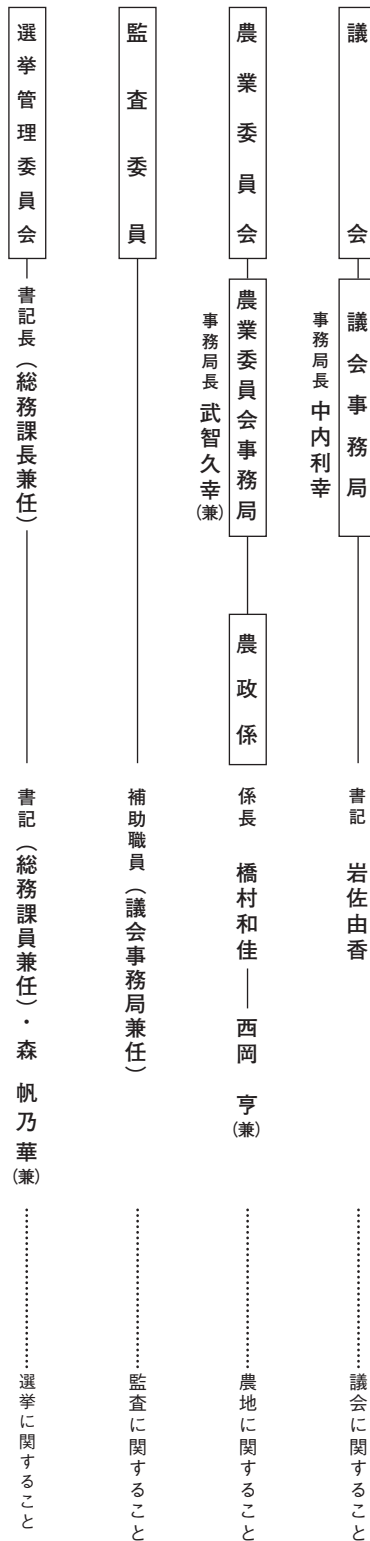 議会
議会事務局
事務局長 中内利幸
書記 岩佐由香
議会に関すること
農業委員会
農業委員会事務局
事務局長 武智久幸(兼)
農政係
係長 橋村和佳 ― 西岡 亨(兼)
農地に関すること
監査委員
補助職員（議会事務局兼任）
監査に関すること
選挙管理委員会
書記長（総務課長兼任）
書記（総務課員兼任）・森 帆乃華(兼)
選挙に関すること